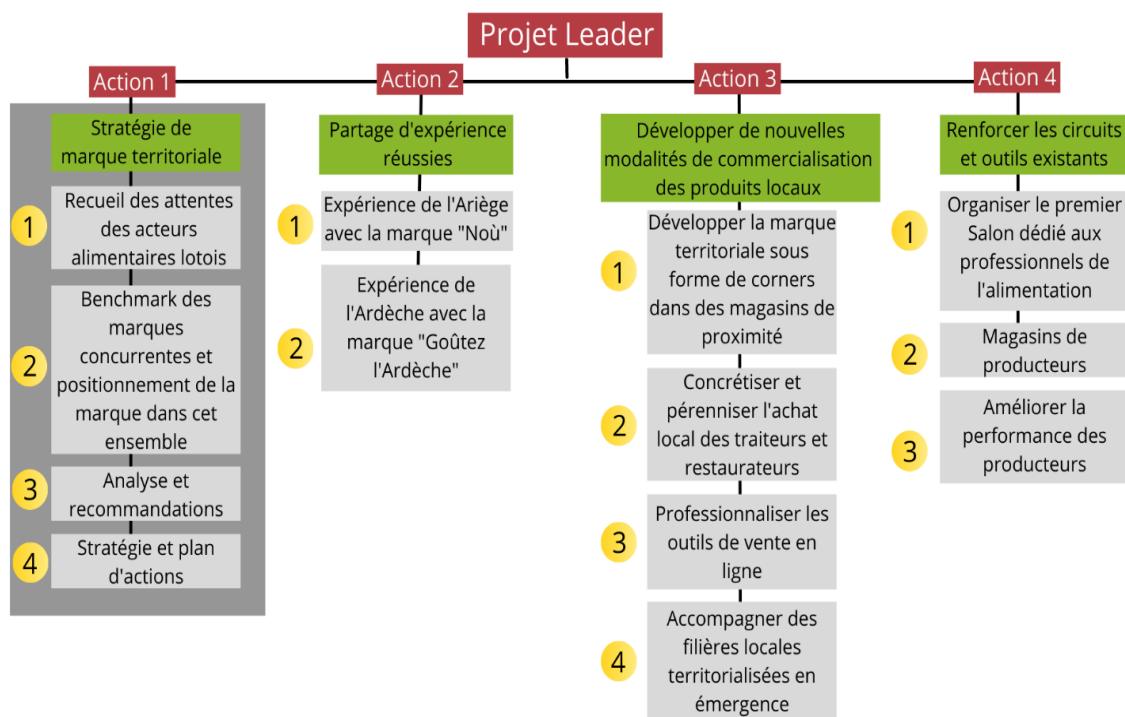 Projet Leader
Action 1
Stratégie de
marque territoriale
1
Recueil des attentes
des acteurs
alimentaires lotois
2
Benchmark des
marques
concurrentes et
positionnement de la
marque dans cet
ensemble
3
Analyse et
recommandations
4
Stratégie et plan
d'actions
Action 2
Partage d'expérience
réussies
1
Expérience de l'Ariège
avec la marque "Noù"
2
Expérience de
l'Ardèche avec la
marque "Goûtez
l'Ardèche"
Action 3
Développer de nouvelles
modalités de commercialisation
des produits locaux
1
Développer la marque
territoriale sous
forme de corners
dans des magasins de
proximité
2
Concrétiser et
pérenniser l'achat
local des traiteurs et
restaurateurs
3
Professionnaliser les
outils de vente en
ligne
4
Accompagner des
filières locales
territorialisées en
émergence
Action 4
Renforcer les circuits
et outils existants
1
Organiser le premier
Salon dédié aux
professionnels de
l'alimentation
2
Magasins de
producteurs
3
Améliorer la
performance des
producteurs